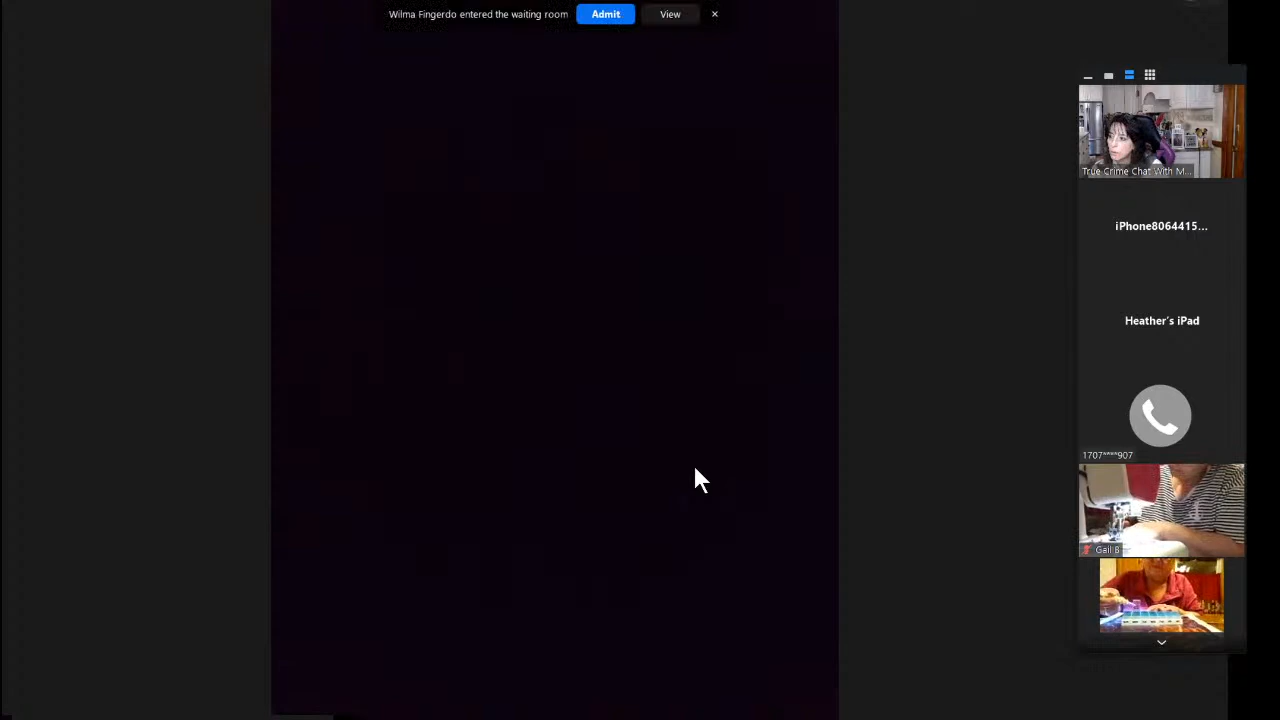 Wilma Fingerdo entered the waiting room Admit View
True Crime Chat With M...
iPhone8064415...
Heather's iPad
1707****907
Gail B